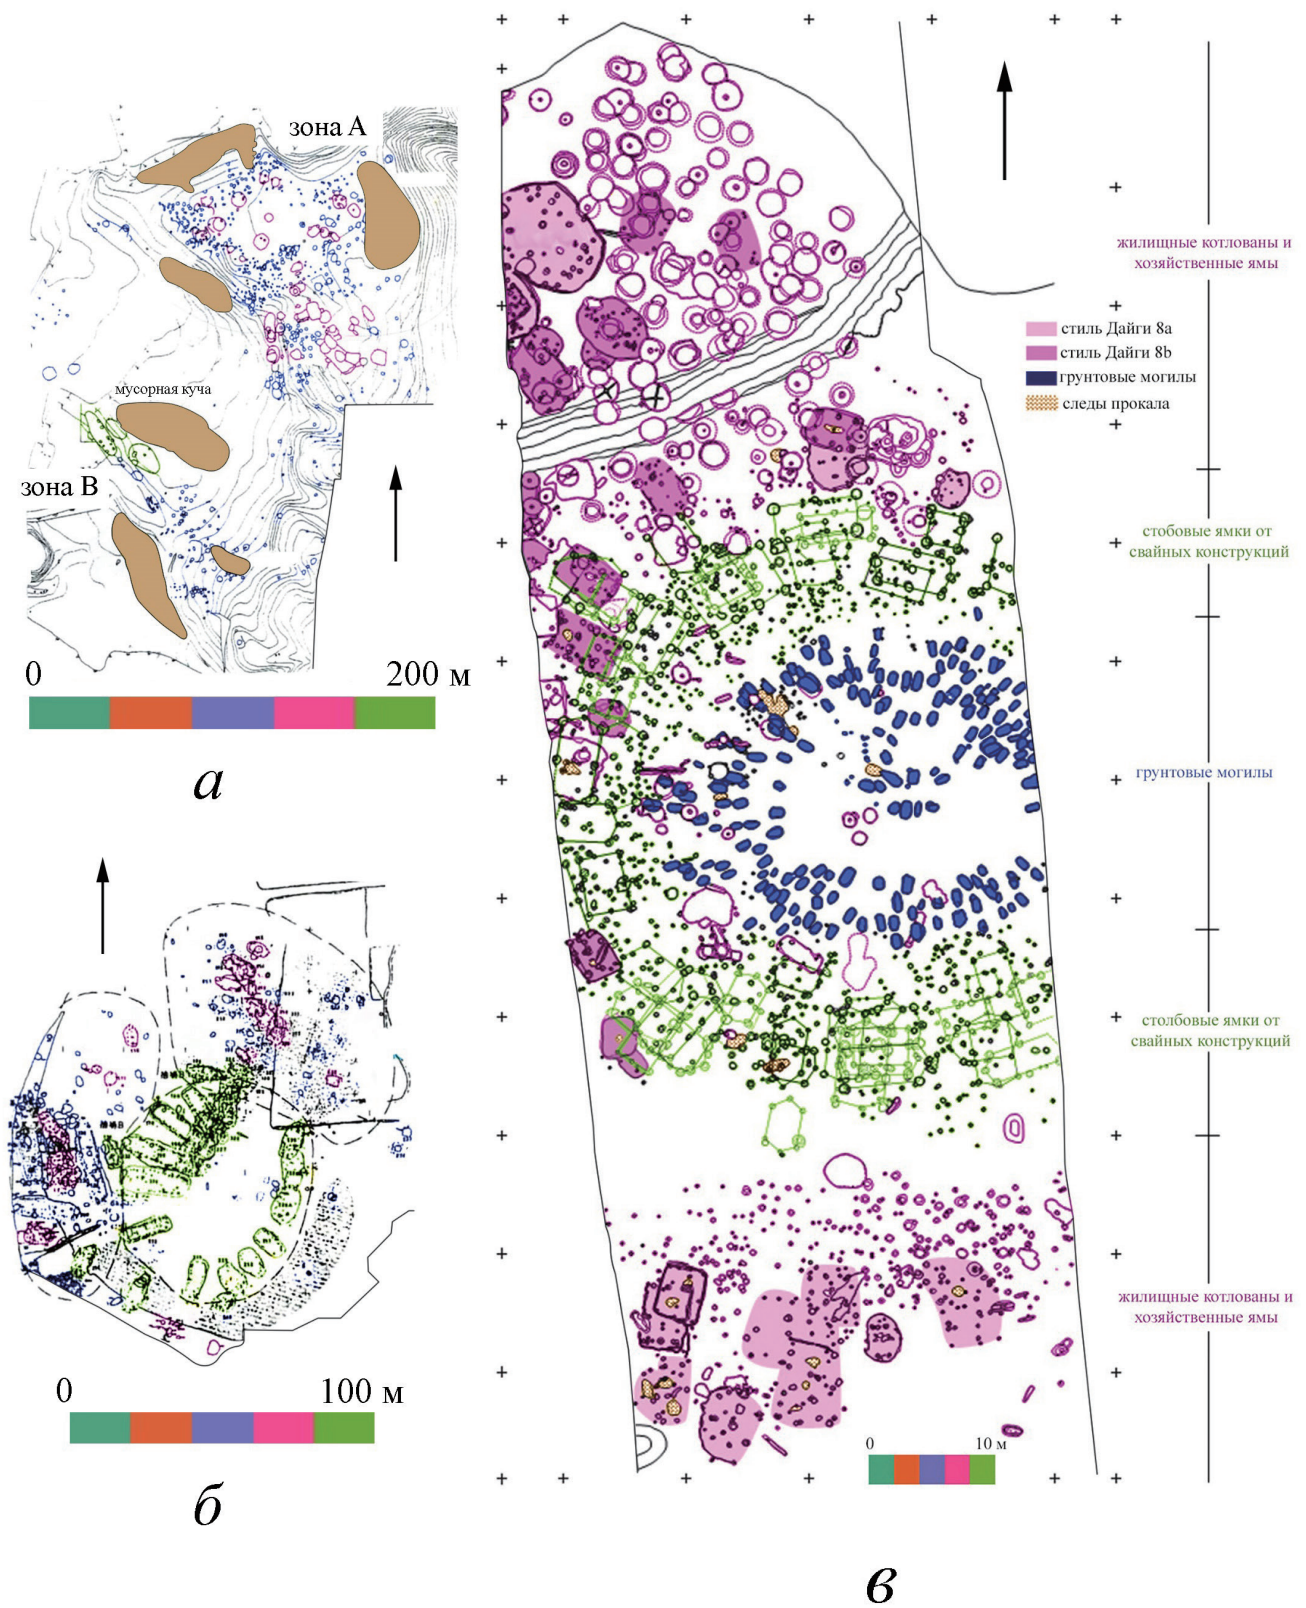 зона А
мусорная куча
зона В
0 200 м
а
0 100 м
б
жилищные котлованы и
хозяйственные ямы
стиль Дайги 8a
стиль Дайги 8b
грунтовые могилы
следы прокала
стобовые ямки от
свайных конструкций
грунтовые могилы
столбовые ямки от
свайных конструкций
жилищные котлованы и
хозяйственные ямы
0 10 м
в